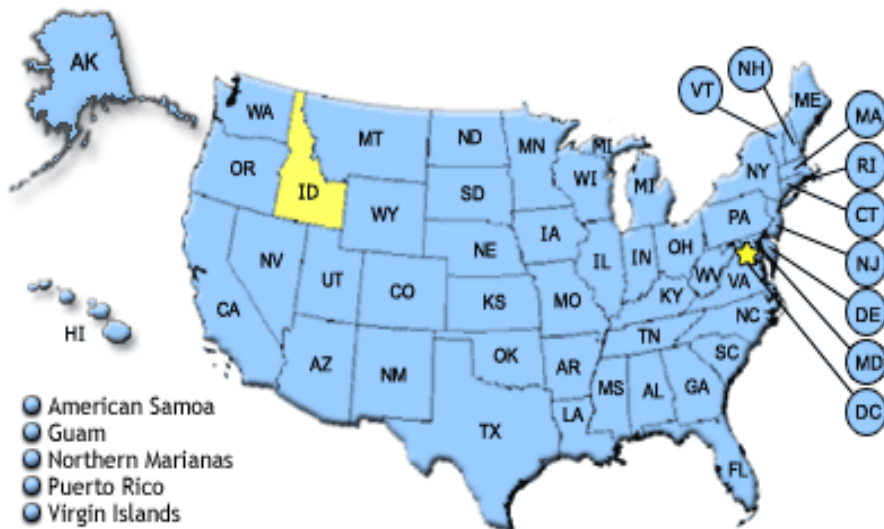 AK
WA
MT
ND
MN
MI
VT
NH
ME
MA
OR
ID
WY
SD
WI
MI
NY
RI
CT
NV
UT
CO
NE
IA
IL
IN
OH
PA
NJ
CA
KS
MO
KY
WV
VA
DE
HI
AZ
NM
OK
AR
TN
NC
SC
MD
DC
TX
LA
MS
AL
GA
FL
American Samoa
Guam
Northern Marianas
Puerto Rico
Virgin Islands